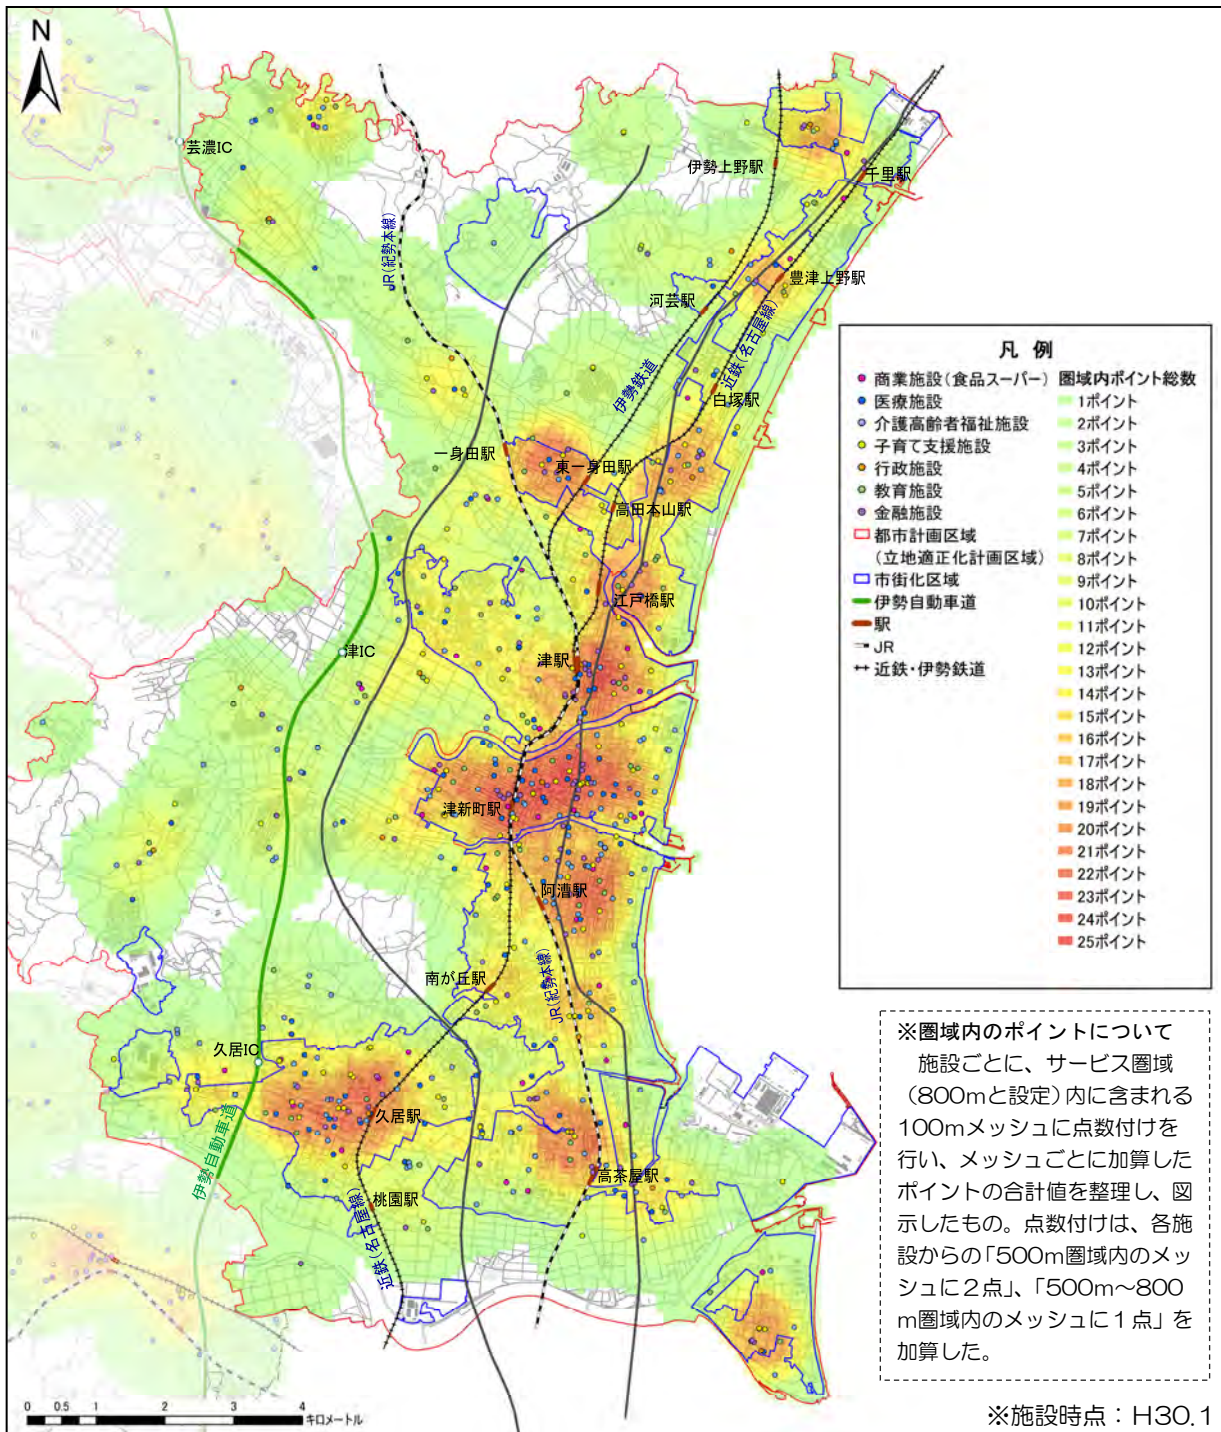 N
芸濃IC
伊勢上野駅
千里駅
JR(紀勢本線)
豊津上野駅
河芸駅
近鉄(名古屋線)
伊勢鉄道
白塚駅
一身田駅
東一身田駅
高田本山駅
江戸橋駅
津駅
津IC
津新町駅
阿漕駅
南が丘駅
JR(紀勢本線)
久居IC
久居駅
伊勢自動車道
高茶屋駅
桃園駅
近鉄(名古屋線)
凡 例
商業施設(食品スーパー)
医療施設
介護高齢者福祉施設
子育て支援施設
行政施設
教育施設
金融施設
都市計画区域
(立地適正化計画区域)
市街化区域
伊勢自動車道
駅
JR
近鉄・伊勢鉄道
圏域内ポイント総数
1ポイント
2ポイント
3ポイント
4ポイント
5ポイント
6ポイント
7ポイント
8ポイント
9ポイント
10ポイント
11ポイント
12ポイント
13ポイント
14ポイント
15ポイント
16ポイント
17ポイント
18ポイント
19ポイント
20ポイント
21ポイント
22ポイント
23ポイント
24ポイント
25ポイント
※圏域内のポイントについて
施設ごとに、サービス圏域
(800mと設定)内に含まれる
100mメッシュに点数付けを
行い、メッシュごとに加算した
ポイントの合計値を整理し、図
示したもの。点数付けは、各施
設からの「500m圏域内のメッ
シュに2点」、「500m～800
m圏域内のメッシュに1点」を
加算した。
0 0.5 1 2 3 4
キロメートル
※施設時点：H30.1